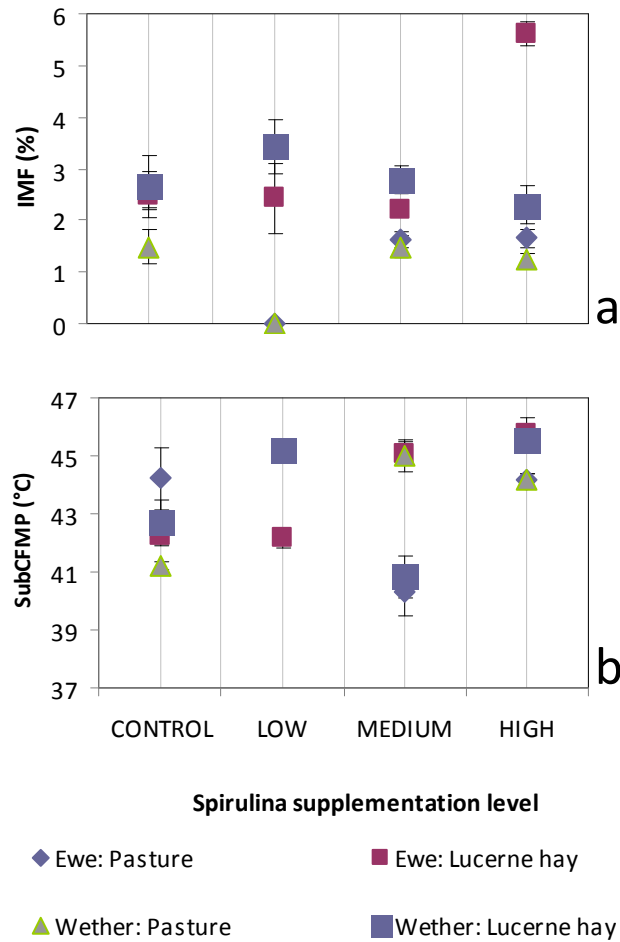 6
5
4
3
2
1
0
IMF (%)
a
47
45
43
41
39
37
SubCFMP (°C)
b
CONTROL LOW MEDIUM HIGH
Spirulina supplementation level
Ewe: Pasture Ewe: Lucerne hay
Wether: Pasture Wether: Lucerne hay